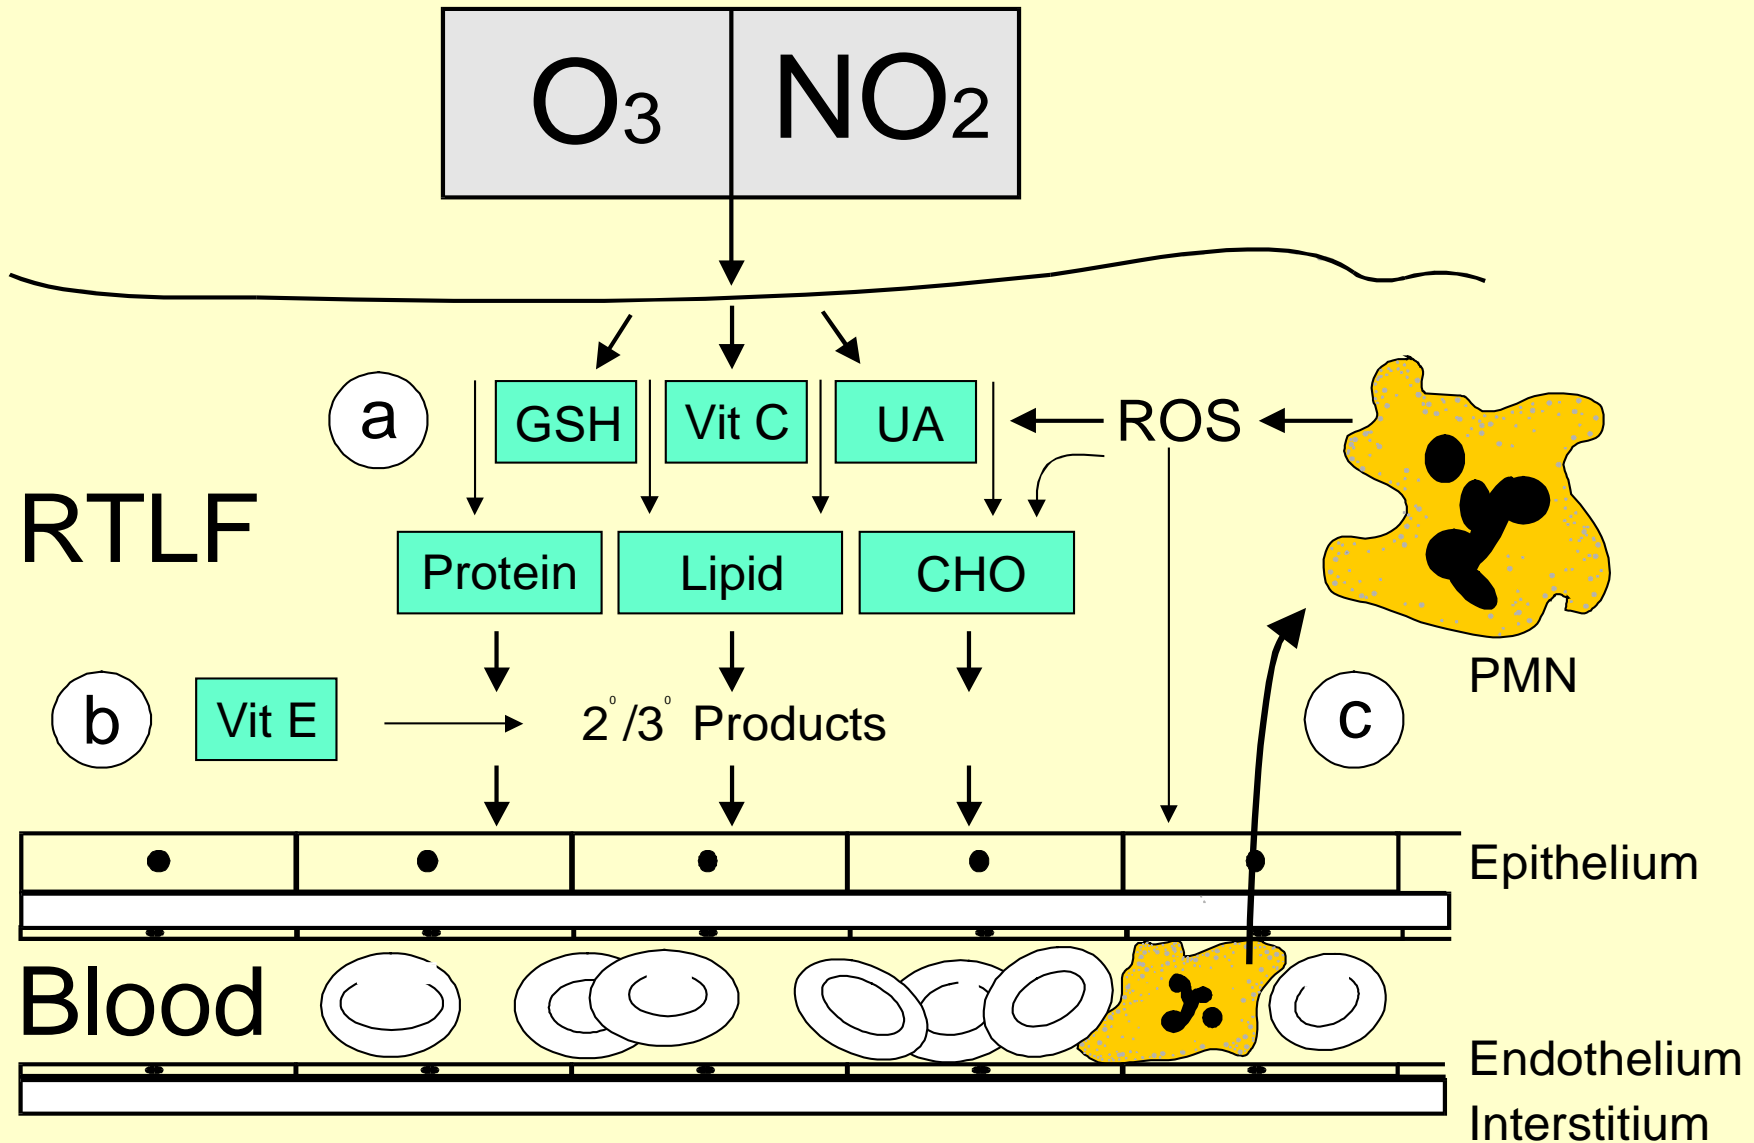 O3 NO2
a GSH Vit C UA ROS
RTLF
Protein Lipid CHO
PMN
b Vit E 2°/3° Products c
Epithelium
Blood
Endothelium
Interstitium